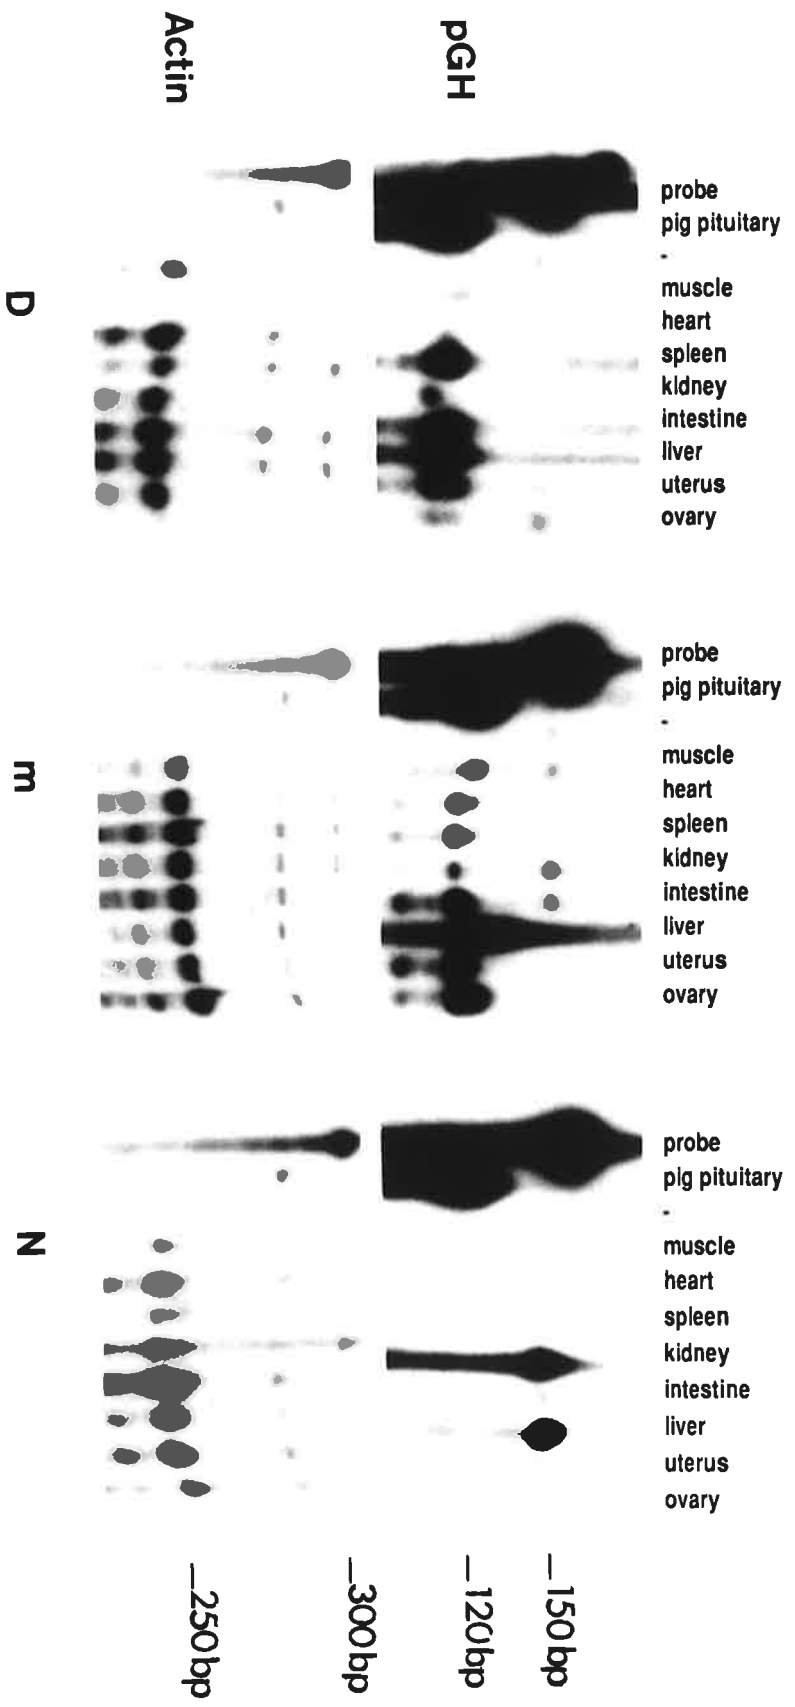 probe
pig pituitary
-
muscle
heart
spleen
kidney
intestine
liver
uterus
ovary
probe
pig pituitary
-
muscle
heart
spleen
kidney
intestine
liver
uterus
ovary
probe
pig pituitary
-
muscle
heart
spleen
kidney
intestine
liver
uterus
ovary
pGH
Actin
–150bp
–120bp
–300bp
–250bp
D
m
N